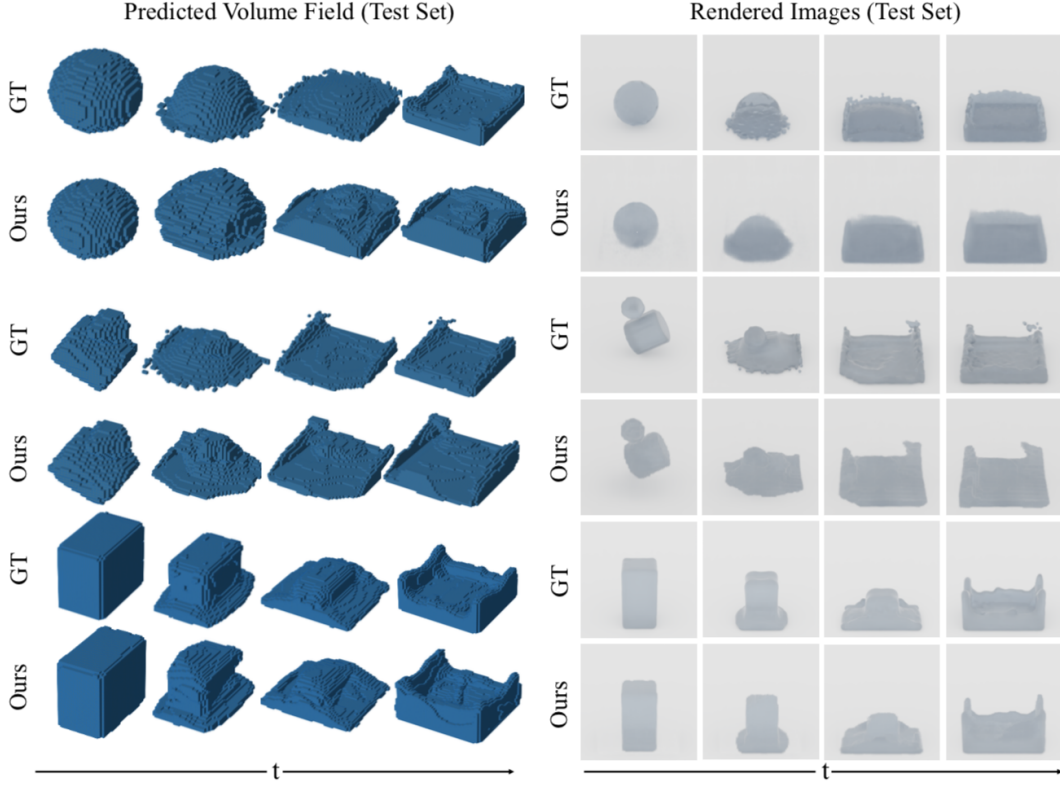 Predicted Volume Field (Test Set)
Rendered Images (Test Set)
GT
GT
Ours
Ours
GT
GT
Ours
Ours
GT
GT
Ours
Ours
t
t